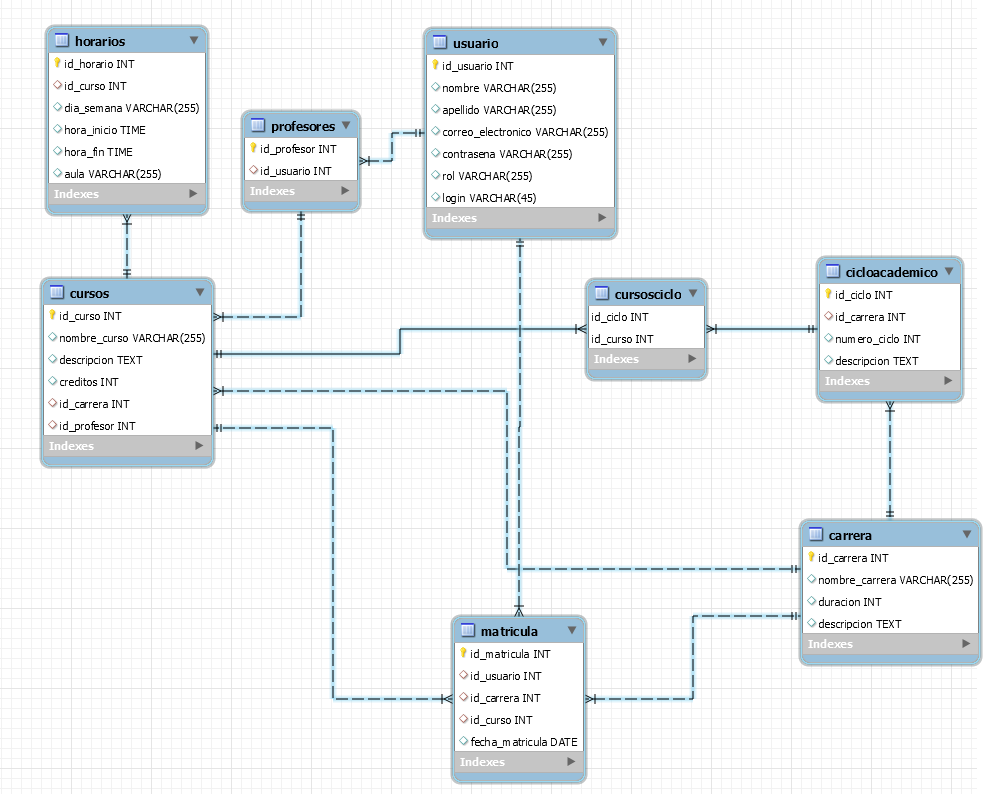 horarios
id_horario INT
id_curso INT
dia_semana VARCHAR(255)
hora_inicio TIME
hora_fin TIME
aula VARCHAR(255)
Indexes
profesores
id_profesor INT
id_usuario INT
Indexes
usuario
id_usuario INT
nombre VARCHAR(255)
apellido VARCHAR(255)
correo_electronico VARCHAR(255)
contrasena VARCHAR(255)
rol VARCHAR(255)
login VARCHAR(45)
Indexes
cursos
id_curso INT
nombre_curso VARCHAR(255)
descripcion TEXT
creditos INT
id_carrera INT
id_profesor INT
Indexes
cursosciclo
id_ciclo INT
id_curso INT
Indexes
cicloacademico
id_ciclo INT
id_carrera INT
numero_ciclo INT
descripcion TEXT
Indexes
carrera
id_carrera INT
nombre_carrera VARCHAR(255)
duracion INT
descripcion TEXT
Indexes
matricula
id_matricula INT
id_usuario INT
id_carrera INT
id_curso INT
fecha_matricula DATE
Indexes